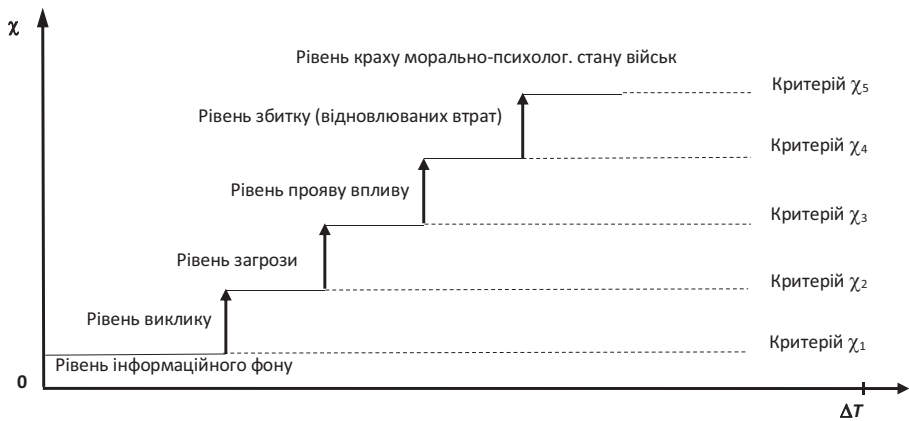 χ
Рівень краху морально-психолог. стану військ
Критерій χ5
Рівень збитку (відновлюваних втрат)
Критерій χ4
Рівень прояву впливу
Критерій χ3
Рівень загрози
Критерій χ2
Рівень виклику
Критерій χ1
Рівень інформаційного фону
0
ΔT